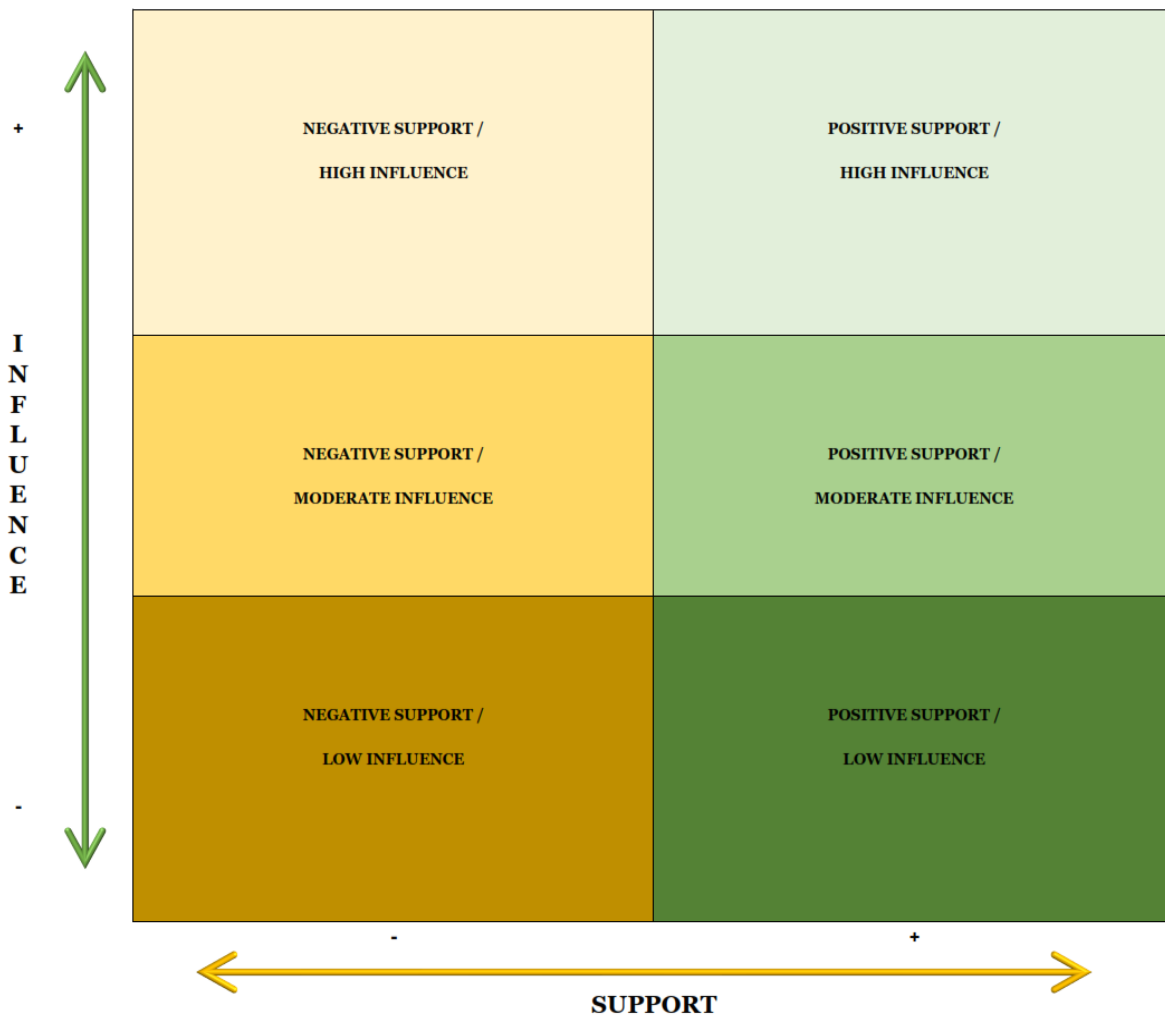 +
NEGATIVE SUPPORT /
HIGH INFLUENCE
POSITIVE SUPPORT /
HIGH INFLUENCE
I
N
F
L
U
E
N
C
E
NEGATIVE SUPPORT /
MODERATE INFLUENCE
POSITIVE SUPPORT /
MODERATE INFLUENCE
NEGATIVE SUPPORT /
LOW INFLUENCE
POSITIVE SUPPORT /
LOW INFLUENCE
-
-
+
SUPPORT